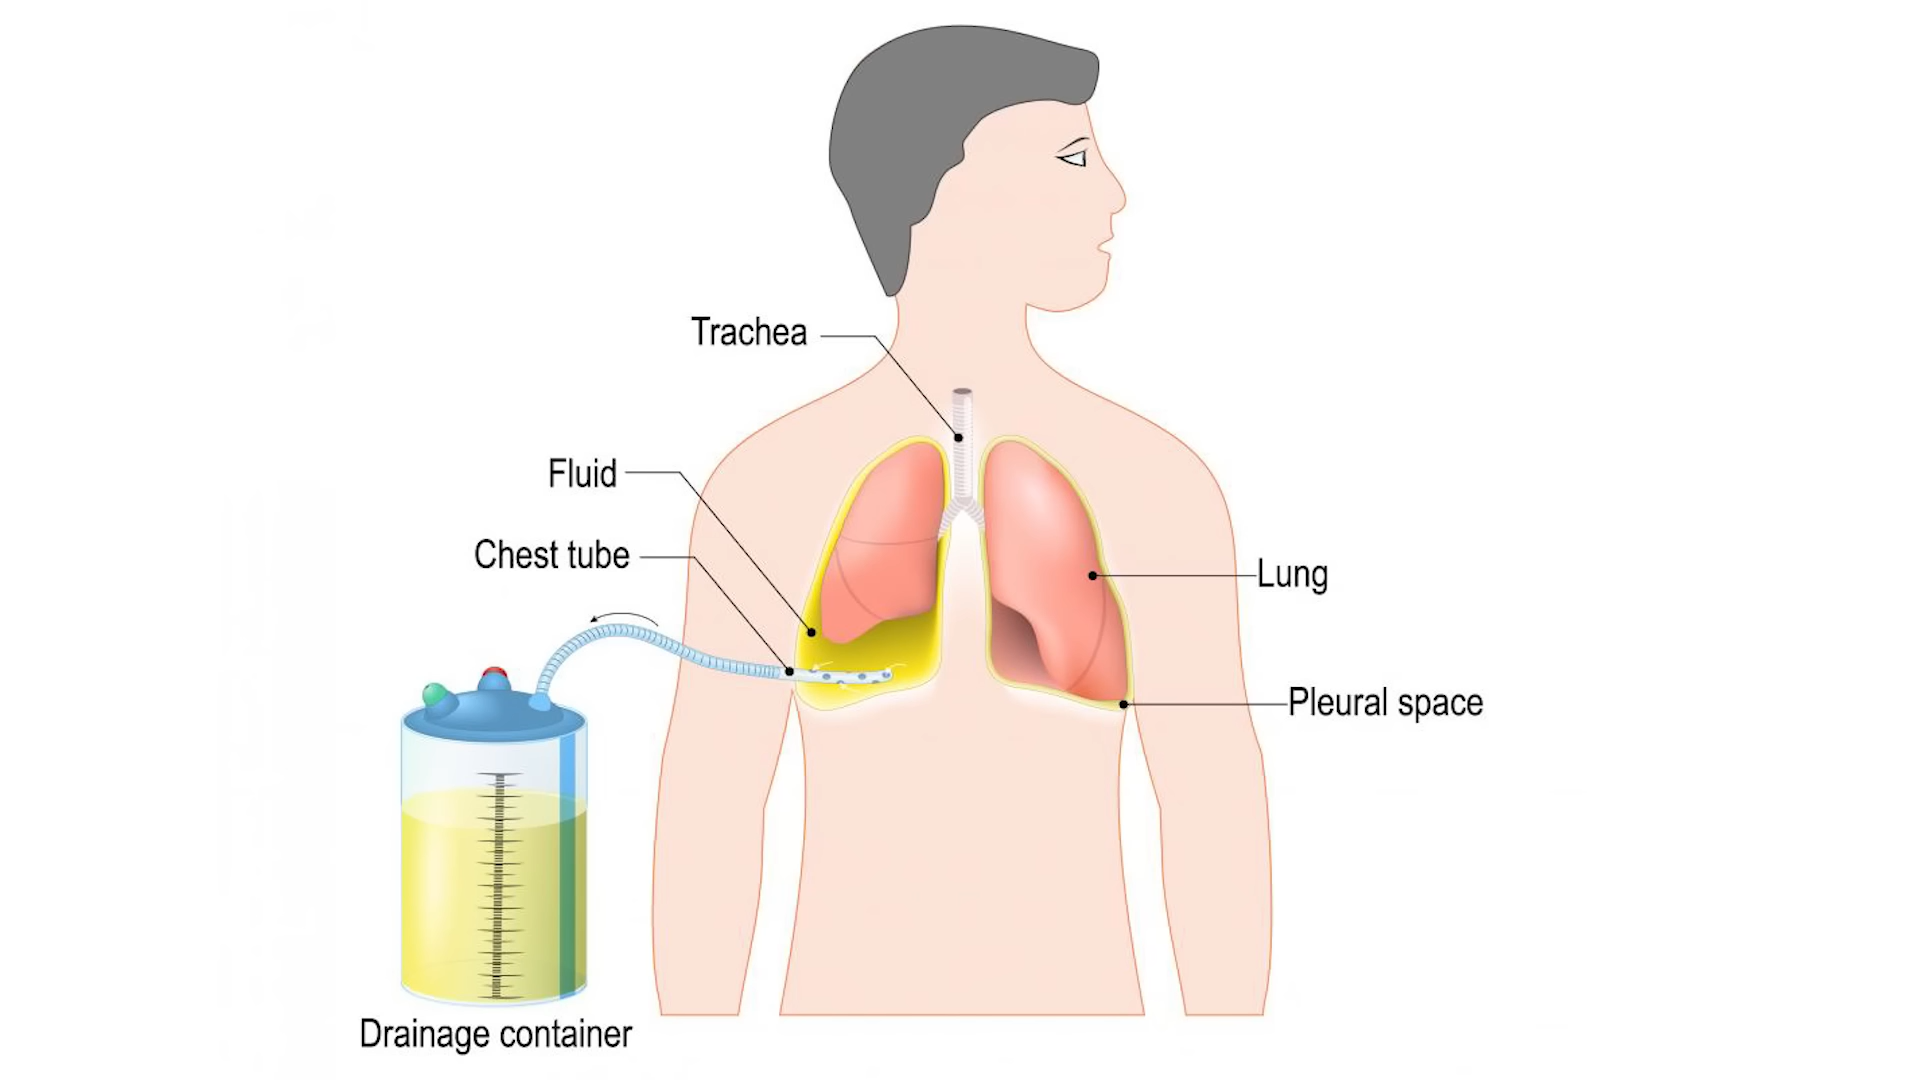 Trachea
Fluid
Chest tube
Lung
Pleural space
Drainage container